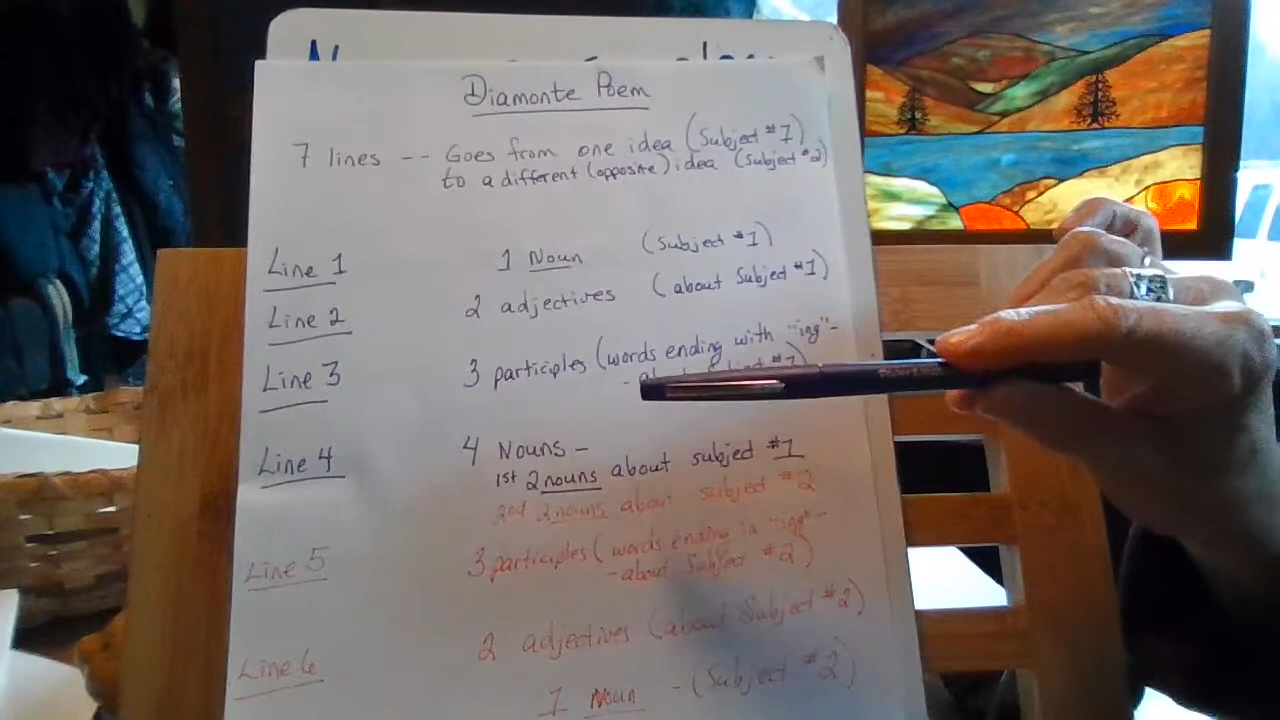 Diamonte Poem
7 lines -- Goes from one idea (Subject #1)
to a different (opposite) idea (Subject #2)
Line 1 1 Noun (Subject #1)
Line 2 2 adjectives (about Subject #1)
Line 3 3 participles (words ending with "ing"-
Line 4 4 Nouns -
1st 2 nouns about subject #1
2nd 2 nouns about subject #2
Line 5 3 participles (words ending in "ing"-
-about Subject #2)
Line 6 2 adjectives (about Subject #2)
1 Noun - (Subject #2)